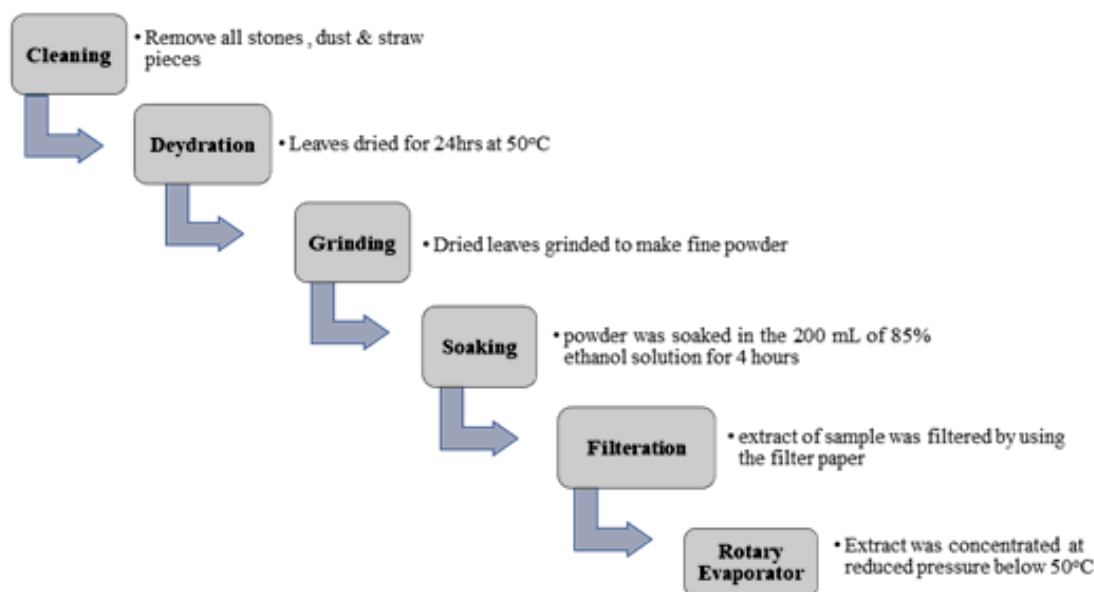 Cleaning
• Remove all stones , dust & straw
pieces
Deydration
• Leaves dried for 24hrs at 50°C
Grinding
• Dried leaves grinded to make fine powder
Soaking
• powder was soaked in the 200 mL of 85%
ethanol solution for 4 hours
Filteration
• extract of sample was filtered by using
the filter paper
Rotary
Evaporator
• Extract was concentrated at
reduced pressure below 50°C